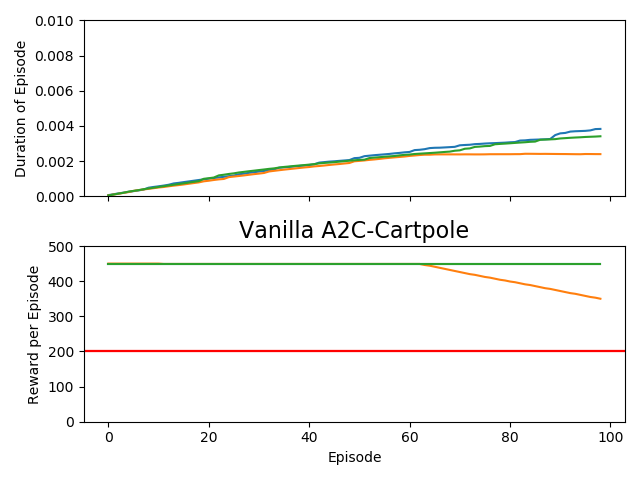 0.010
0.008
0.006
0.004
0.002
0.000
Duration of Episode
Vanilla A2C-Cartpole
500
400
300
200
100
0
Reward per Episode
0 20 40 60 80 100
Episode